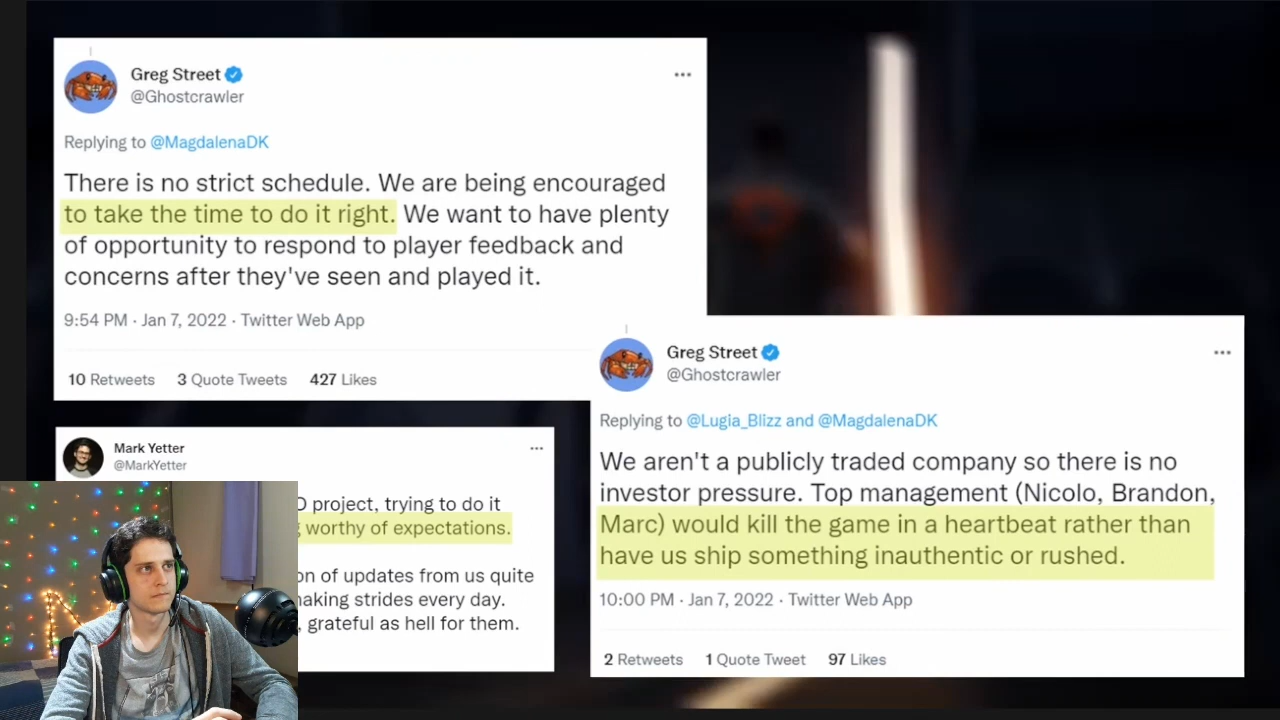 Greg Street
@Ghostcrawler
Replying to @MagdalenaDK
There is no strict schedule. We are being encouraged
to take the time to do it right. We want to have plenty
of opportunity to respond to player feedback and
concerns after they've seen and played it.
9:54 PM · Jan 7, 2022 · Twitter Web App
10 Retweets 3 Quote Tweets 427 Likes
Greg Street
@Ghostcrawler
Replying to @Lugia_Blizz and @MagdalenaDK
We aren't a publicly traded company so there is no
investor pressure. Top management (Nicolo, Brandon,
Marc) would kill the game in a heartbeat rather than
have us ship something inauthentic or rushed.
10:00 PM · Jan 7, 2022 · Twitter Web App
2 Retweets 1 Quote Tweet 97 Likes
Mark Yetter
@MarkYetter
project, trying to do it
worthy of expectations.
of updates from us quite
strides every day.
grateful as hell for them.